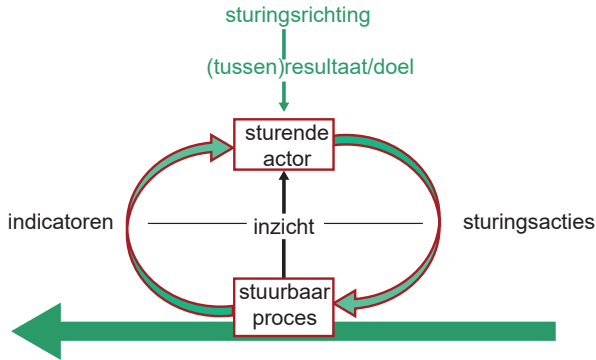 sturingsrichting
(tussen)resultaat/doel
sturende
actor
indicatoren
inzicht
sturingsacties
stuurbaar
proces